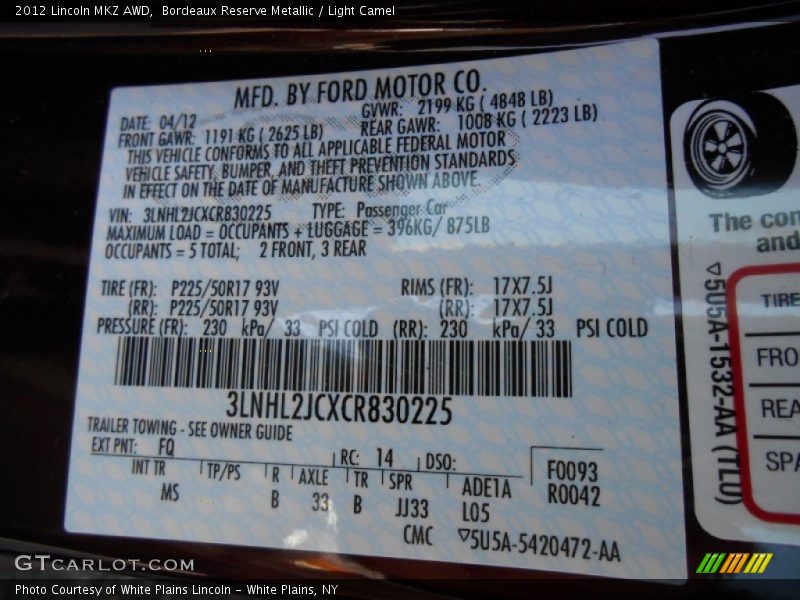 2012 Lincoln MKZ AWD,  Bordeaux Reserve Metallic / Light Camel
MFD. BY FORD MOTOR CO.
DATE: 04/12 GVWR: 2199 KG ( 4848 LB)
FRONT GAWR: 1191 KG ( 2625 LB) REAR GAWR: 1008 KG ( 2223 LB)
THIS VEHICLE CONFORMS TO ALL APPLICABLE FEDERAL MOTOR
VEHICLE SAFETY, BUMPER, AND THEFT PREVENTION STANDARDS
IN EFFECT ON THE DATE OF MANUFACTURE SHOWN ABOVE.
VIN: 3LNHL2JCXCR830225 TYPE: Passenger Car
MAXIMUM LOAD = OCCUPANTS + LUGGAGE = 396KG/ 875LB
OCCUPANTS = 5 TOTAL; 2 FRONT, 3 REAR
TIRE (FR): P225/50R17 93V RIMS (FR): 17X7.5J
(RR): P225/50R17 93V (RR): 17X7.5J
PRESSURE (FR): 230 kPa/ 33 PSI COLD (RR): 230 kPa/ 33 PSI COLD
3LNHL2JCXCR830225
TRAILER TOWING - SEE OWNER GUIDE
EXT PNT: FQ RC: 14 DSO: F0093
INT TR TP/PS R AXLE TR SPR ADE1A R0042
MS B 33 B JJ33 L05
CMC ▽5U5A-5420472-AA
The con
and
▽5U5A-1532-AA (TLU)
TIRE
FRO
REA
SPA
GTCARLOT.COM
Photo Courtesy of White Plains Lincoln - White Plains, NY